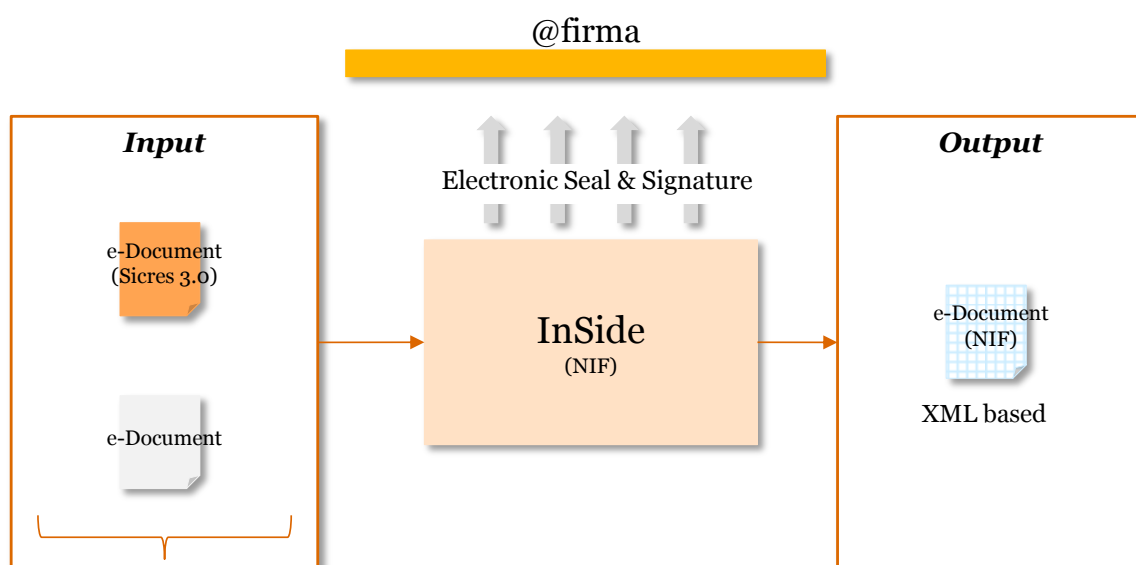 @firma
Input
Output
Electronic Seal & Signature
e-Document
(Sicres 3.0)
InSide
(NIF)
e-Document
(NIF)
XML based
e-Document